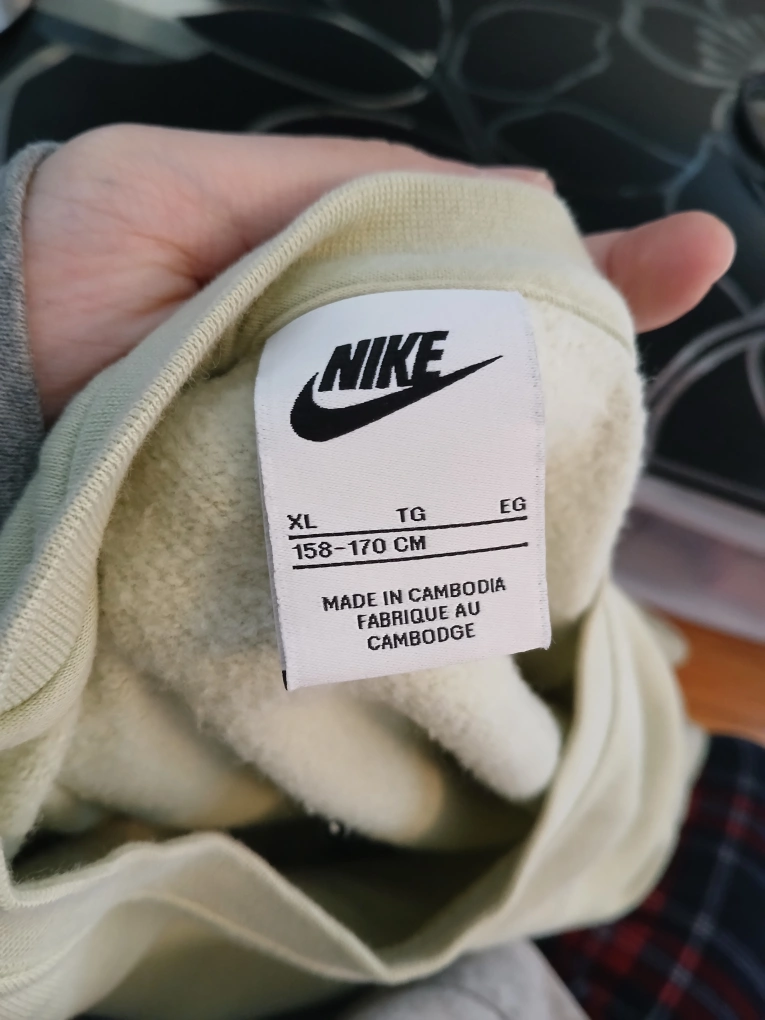 NIKE
XL TG EG
158-170 CM
MADE IN CAMBODIA
FABRIQUE AU
CAMBODGE